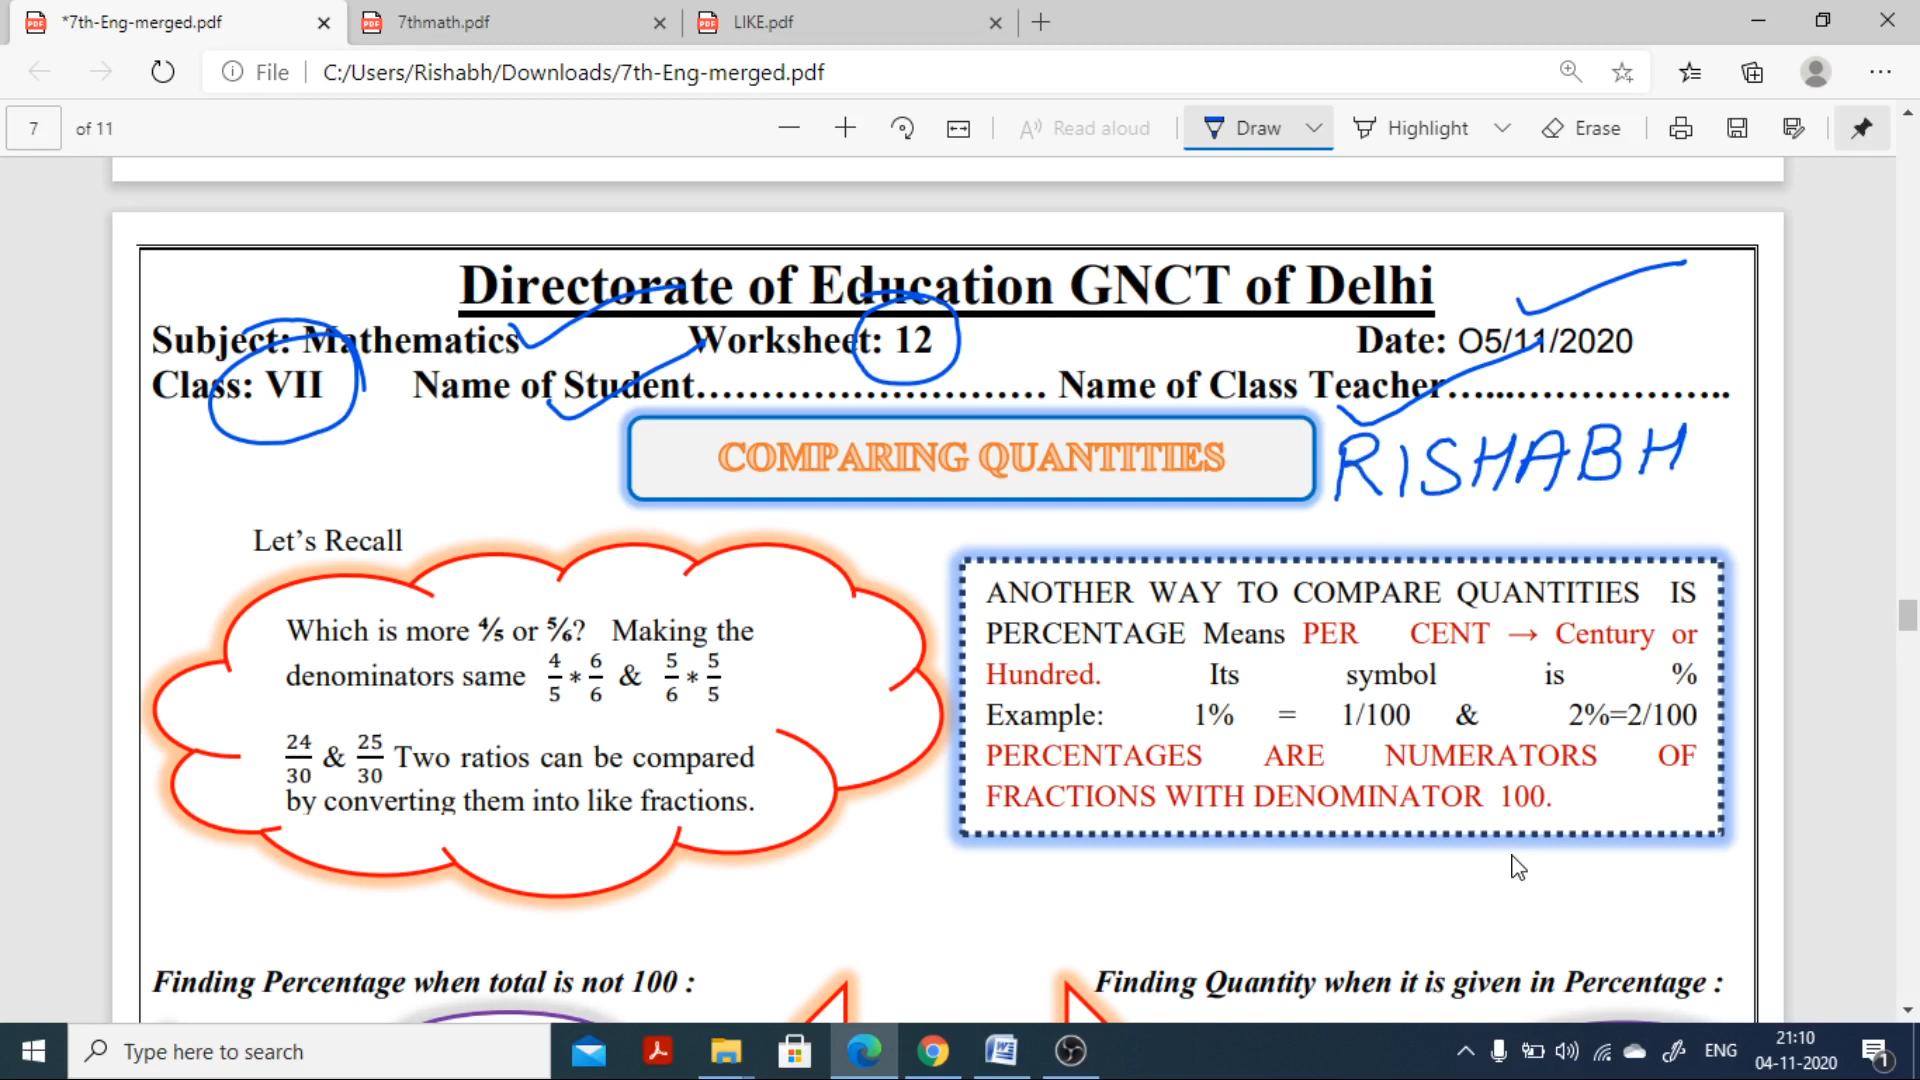 *7th-Eng-merged.pdf
7thmath.pdf
LIKE.pdf
File C:/Users/Rishabh/Downloads/7th-Eng-merged.pdf
7 of 11 Read aloud Draw Highlight Erase
Directorate of Education GNCT of Delhi
Subject: Mathematics Worksheet: 12 Date: O5/11/2020
Class: VII Name of Student………………………… Name of Class Teacher…...………………..
COMPARING QUANTITIES
RISHABH
Let's Recall
Which is more ⅘ or ⅚? Making the
denominators same 4/5 * 6/6 & 5/6 * 5/5
24/30 & 25/30 Two ratios can be compared
by converting them into like fractions.
ANOTHER WAY TO COMPARE QUANTITIES IS
PERCENTAGE Means PER CENT → Century or
Hundred. Its symbol is %
Example: 1% = 1/100 & 2%=2/100
PERCENTAGES ARE NUMERATORS OF
FRACTIONS WITH DENOMINATOR 100.
Finding Percentage when total is not 100 :
Finding Quantity when it is given in Percentage :
Type here to search
ENG
21:10
04-11-2020
1